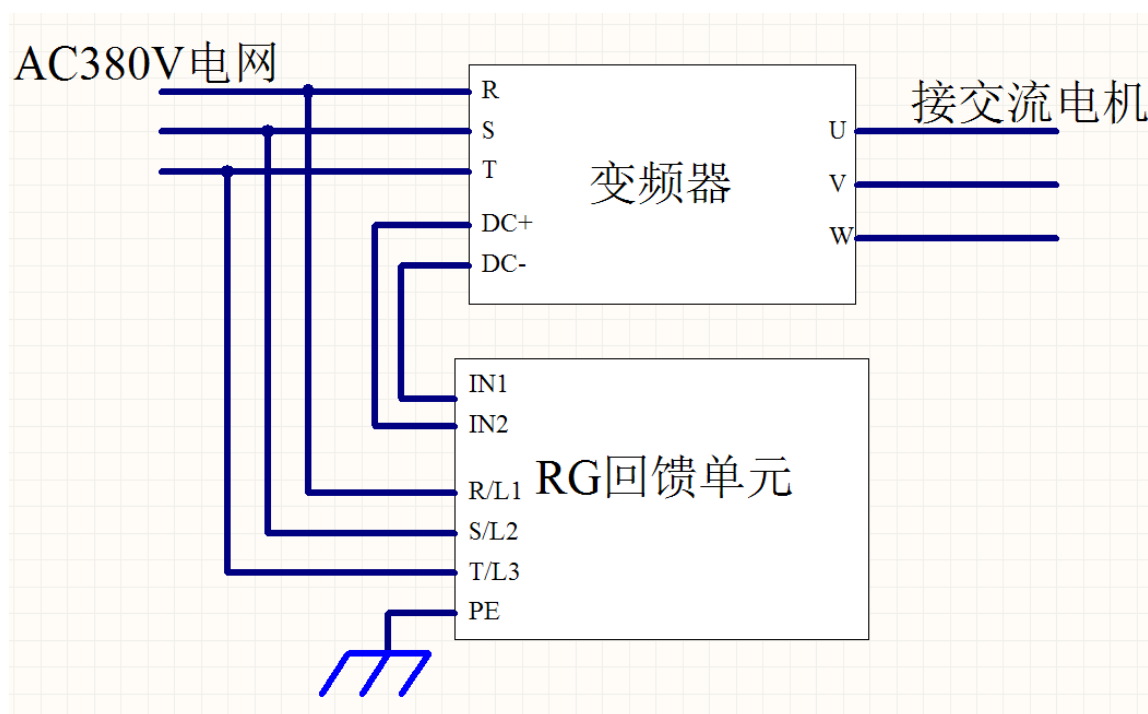 AC380V电网
R
S
T
DC+
DC-
变频器
U
V
W
接交流电机
IN1
IN2
R/L1
S/L2
T/L3
PE
RG回馈单元